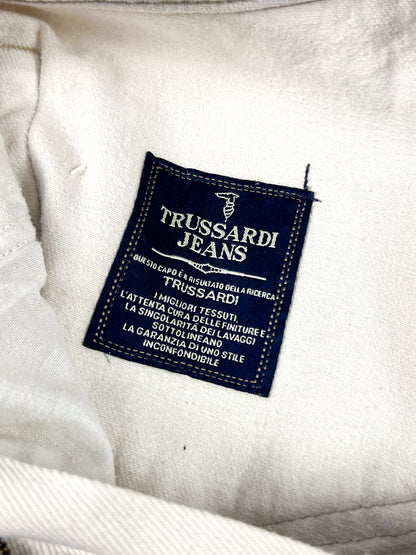 TRUSSARDI
JEANS
QUESTO CAPO È IL RISULTATO DELLA RICERCA
TRUSSARDI
I MIGLIORI TESSUTI
L'ATTENTA CURA DELLE FINITURE E
LA SINGOLARITÀ DEI LAVAGGI
SOTTOLINEANO
LA GARANZIA DI UNO STILE
INCONFONDIBILE